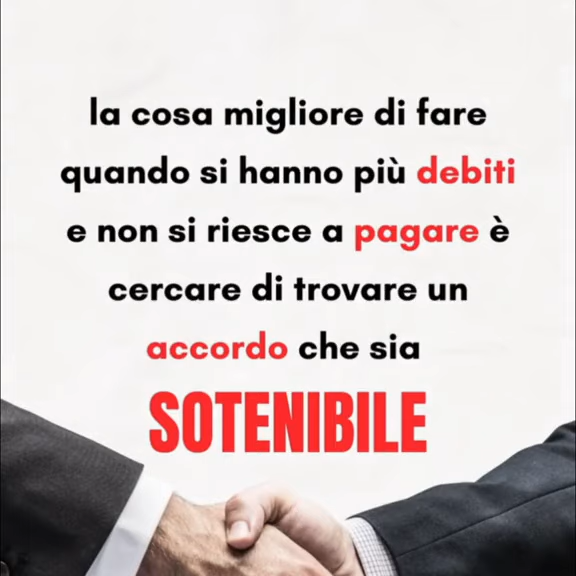 la cosa migliore di fare
quando si hanno più debiti
e non si riesce a pagare è
cercare di trovare un
accordo che sia
SOTENIBILE